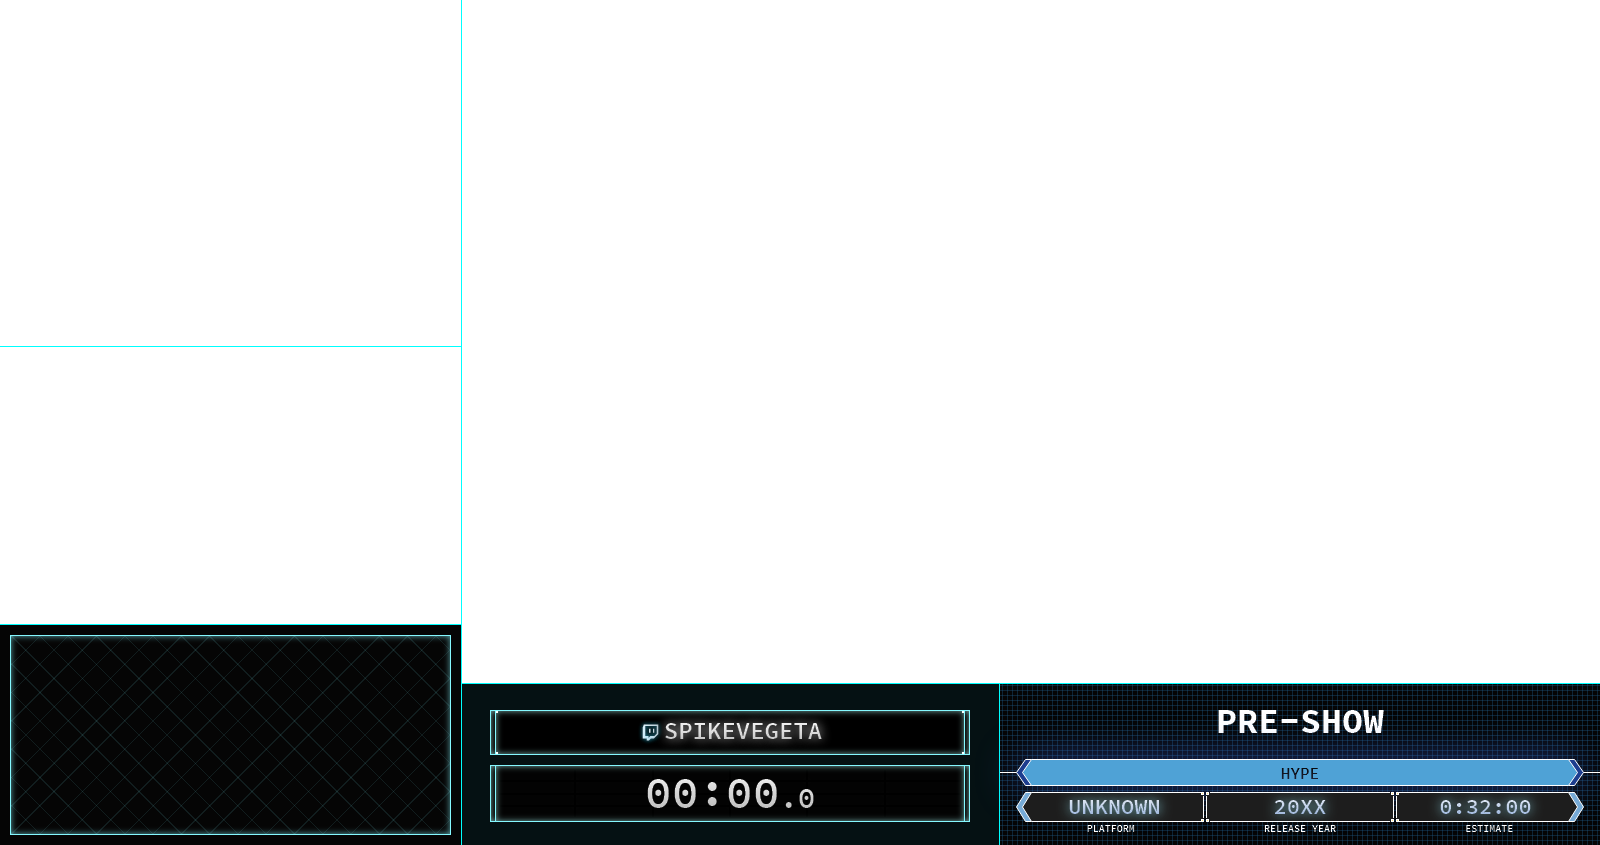 SPIKEVEGETA
00:00.0
PRE-SHOW
HYPE
UNKNOWN 20XX 0:32:00
PLATFORM RELEASE YEAR ESTIMATE